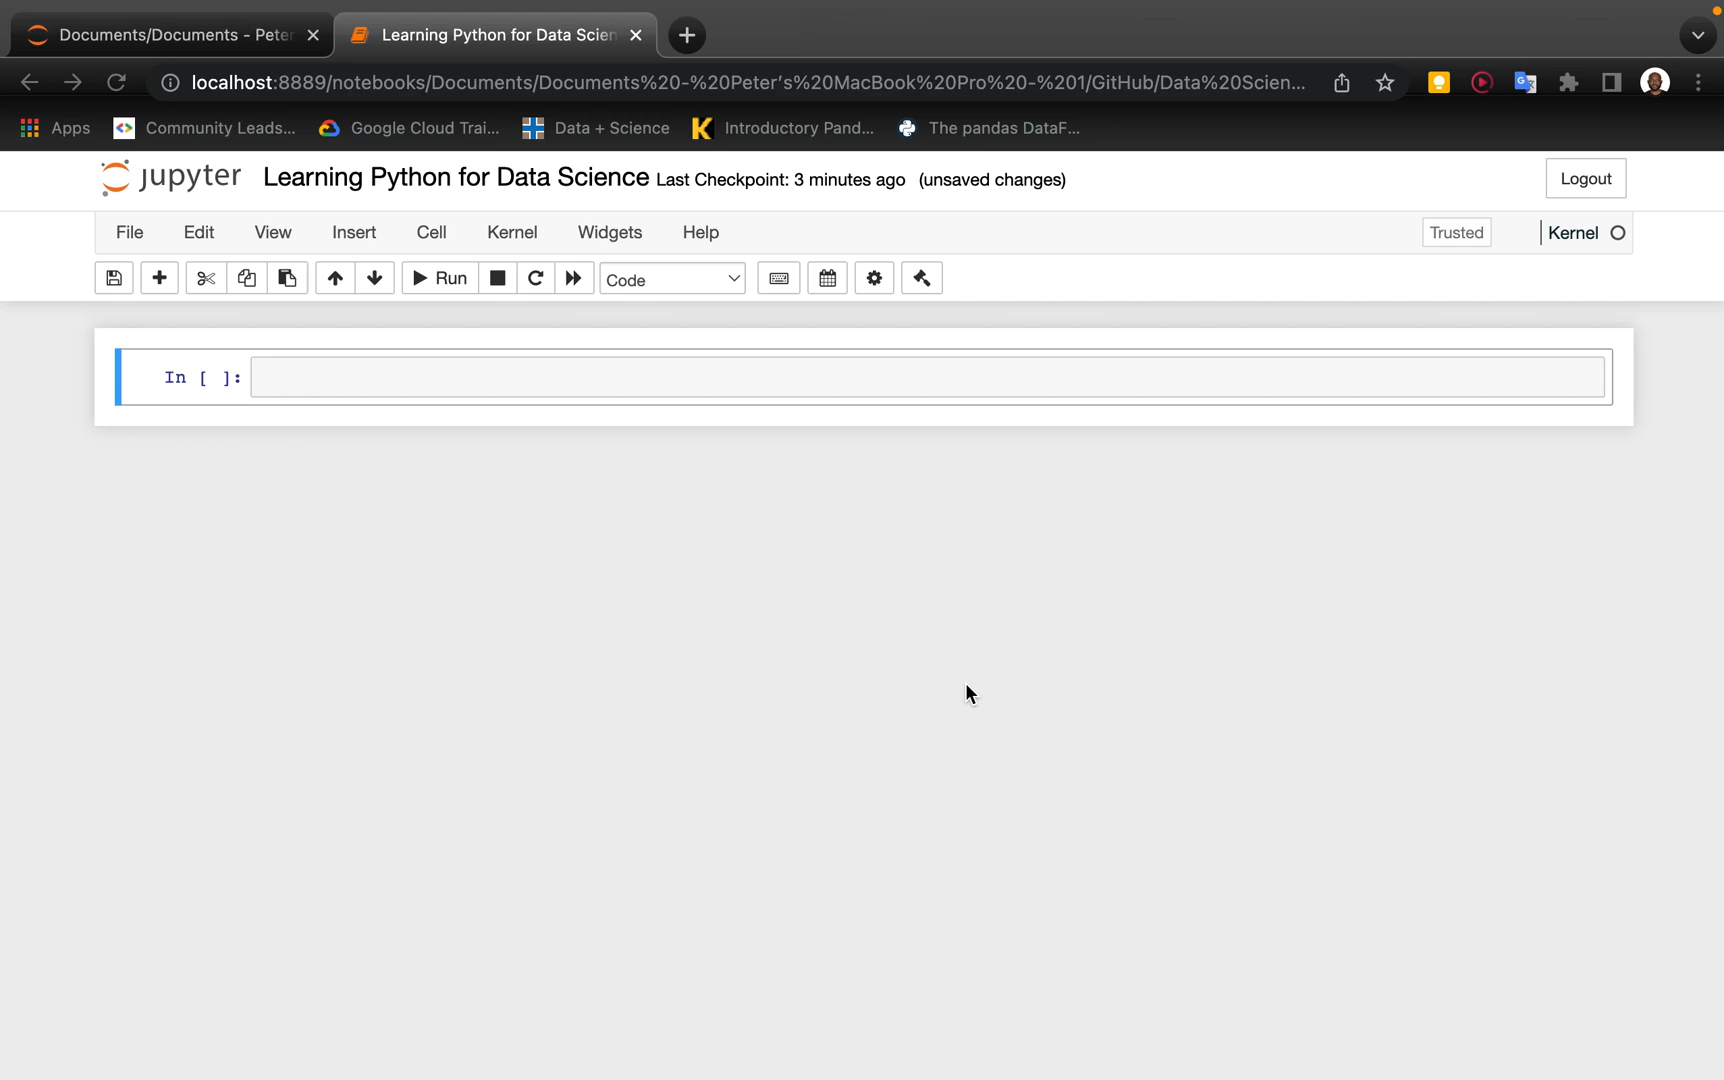 Documents/Documents - Peter
Learning Python for Data Scien
localhost:8889/notebooks/Documents/Documents%20-%20Peter's%20MacBook%20Pro%20-%201/GitHub/Data%20Scien...
Apps
Community Leads...
Google Cloud Trai...
Data + Science
Introductory Pand...
The pandas DataF...
jupyter Learning Python for Data Science Last Checkpoint: 3 minutes ago (unsaved changes)
Logout
File Edit View Insert Cell Kernel Widgets Help
Trusted
Kernel
Run
Code
In [ ]: